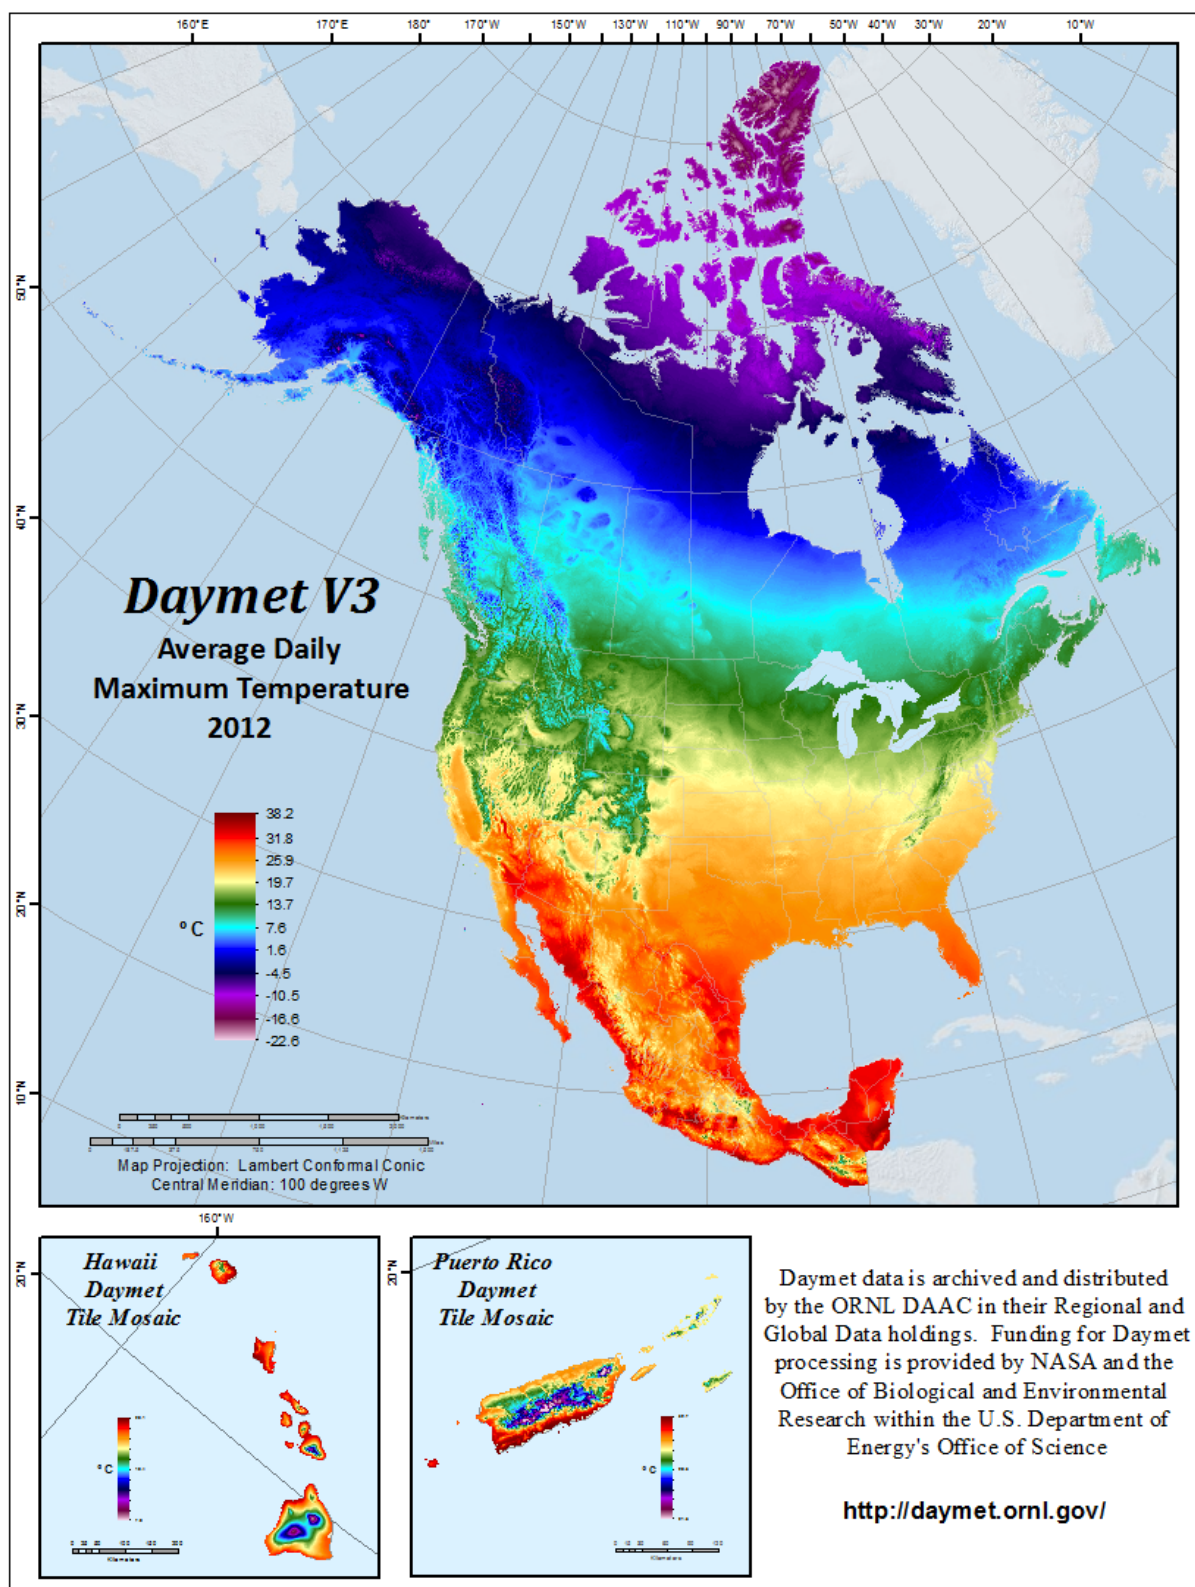 160°E 170°E 180° 170°W 150°W 130°W 110°W 90°W 70°W 50°W 40°W 30°W 20°W 10°W
50°N
40°N
30°N
20°N
10°N
Daymet V3
Average Daily
Maximum Temperature
2012
38.2
31.8
25.9
19.7
13.7
7.6
1.6
-4.5
-10.5
-16.6
-22.6
°C
Kilometers
Miles
Map Projection: Lambert Conformal Conic
Central Meridian: 100 degrees W
160°W
20°N
Hawaii
Daymet
Tile Mosaic
°C
Kilometers
20°N
Puerto Rico
Daymet
Tile Mosaic
°C
Kilometers
Daymet data is archived and distributed
by the ORNL DAAC in their Regional and
Global Data holdings. Funding for Daymet
processing is provided by NASA and the
Office of Biological and Environmental
Research within the U.S. Department of
Energy's Office of Science
http://daymet.ornl.gov/